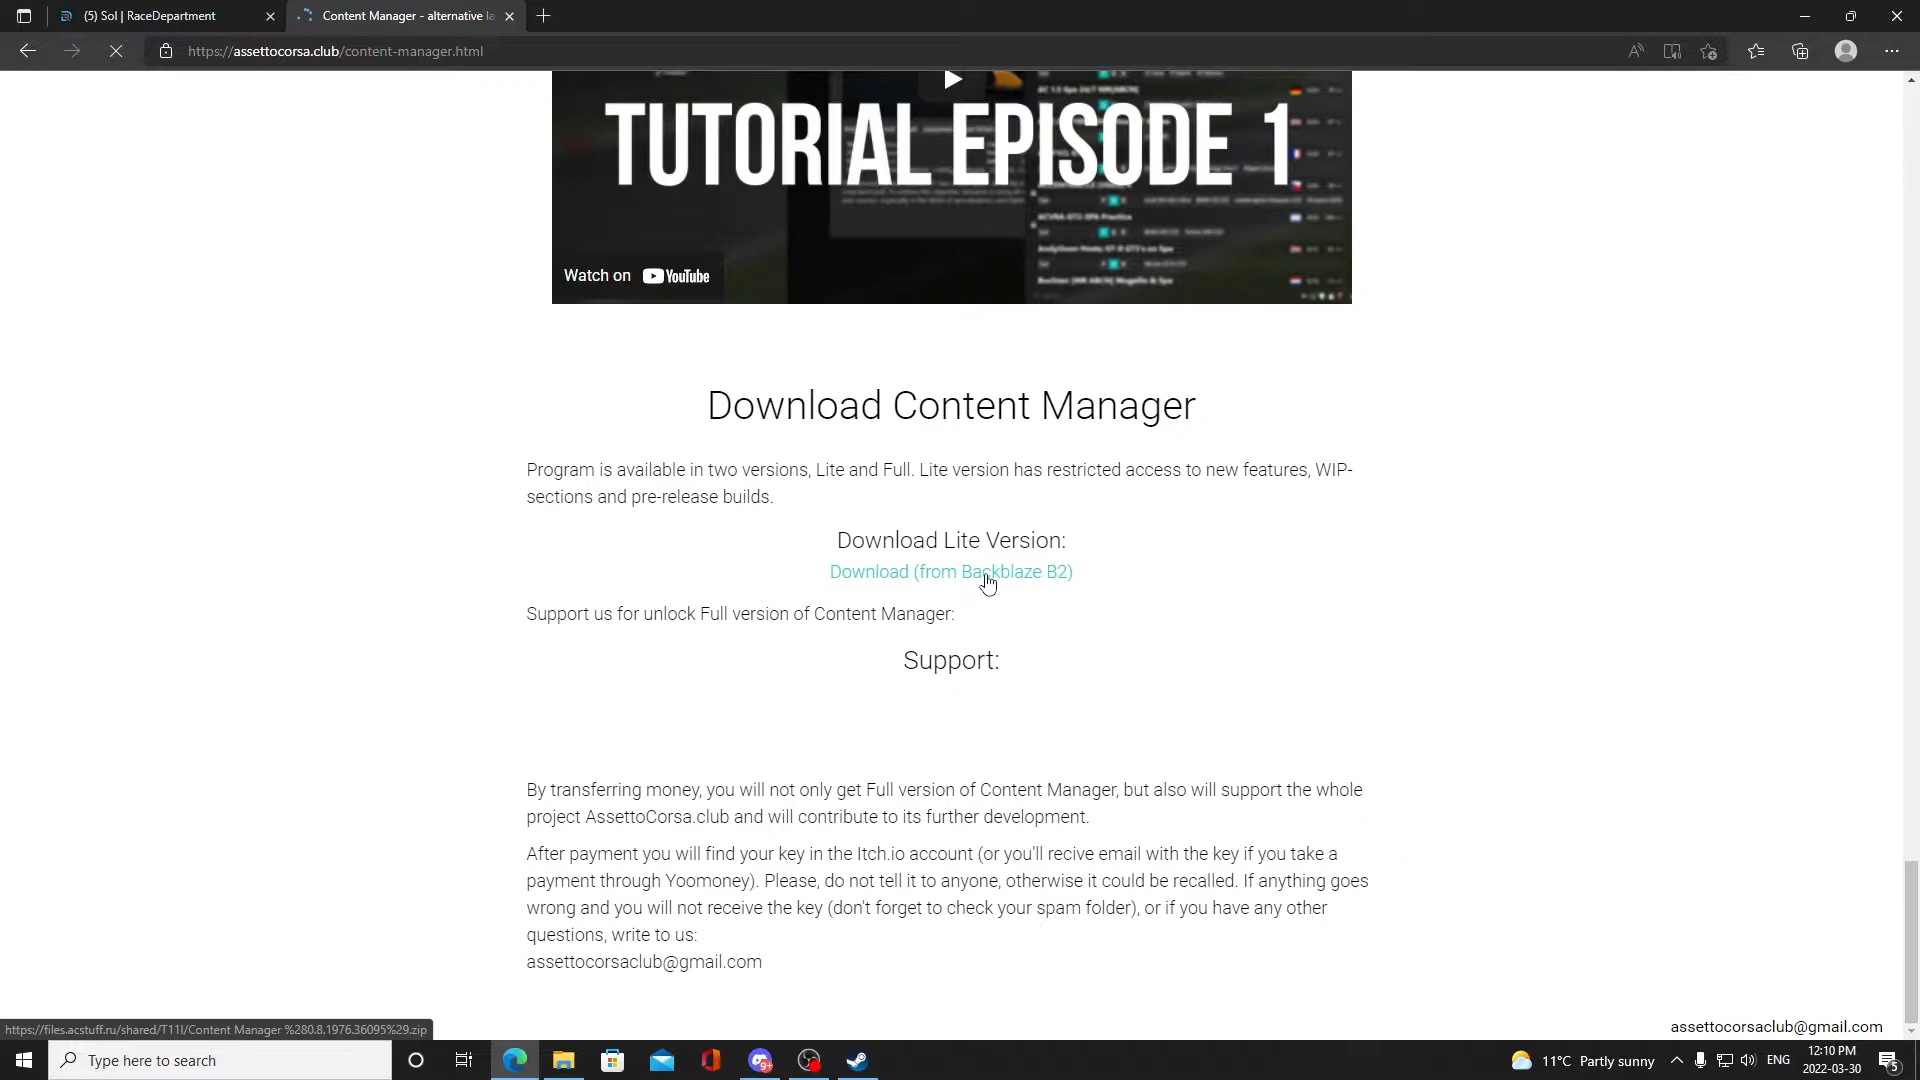 (5) Sol | RaceDepartment
Content Manager - alternative la
https://assettocorsa.club/content-manager.html
TUTORIAL EPISODE 1
Watch on YouTube
Download Content Manager
Program is available in two versions, Lite and Full. Lite version has restricted access to new features, WIP-
sections and pre-release builds.
Download Lite Version:
Download (from Backblaze B2)
Support us for unlock Full version of Content Manager:
Support:
By transferring money, you will not only get Full version of Content Manager, but also will support the whole
project AssettoCorsa.club and will contribute to its further development.
After payment you will find your key in the Itch.io account (or you'll recive email with the key if you take a
payment through Yoomoney). Please, do not tell it to anyone, otherwise it could be recalled. If anything goes
wrong and you will not receive the key (don't forget to check your spam folder), or if you have any other
questions, write to us:
assettocorsaclub@gmail.com
assettocorsaclub@gmail.com
https://files.acstuff.ru/shared/T11l/Content Manager %280.8.1976.36095%29.zip
Type here to search
9+
11°C Partly sunny
ENG
12:10 PM
2022-03-30
5